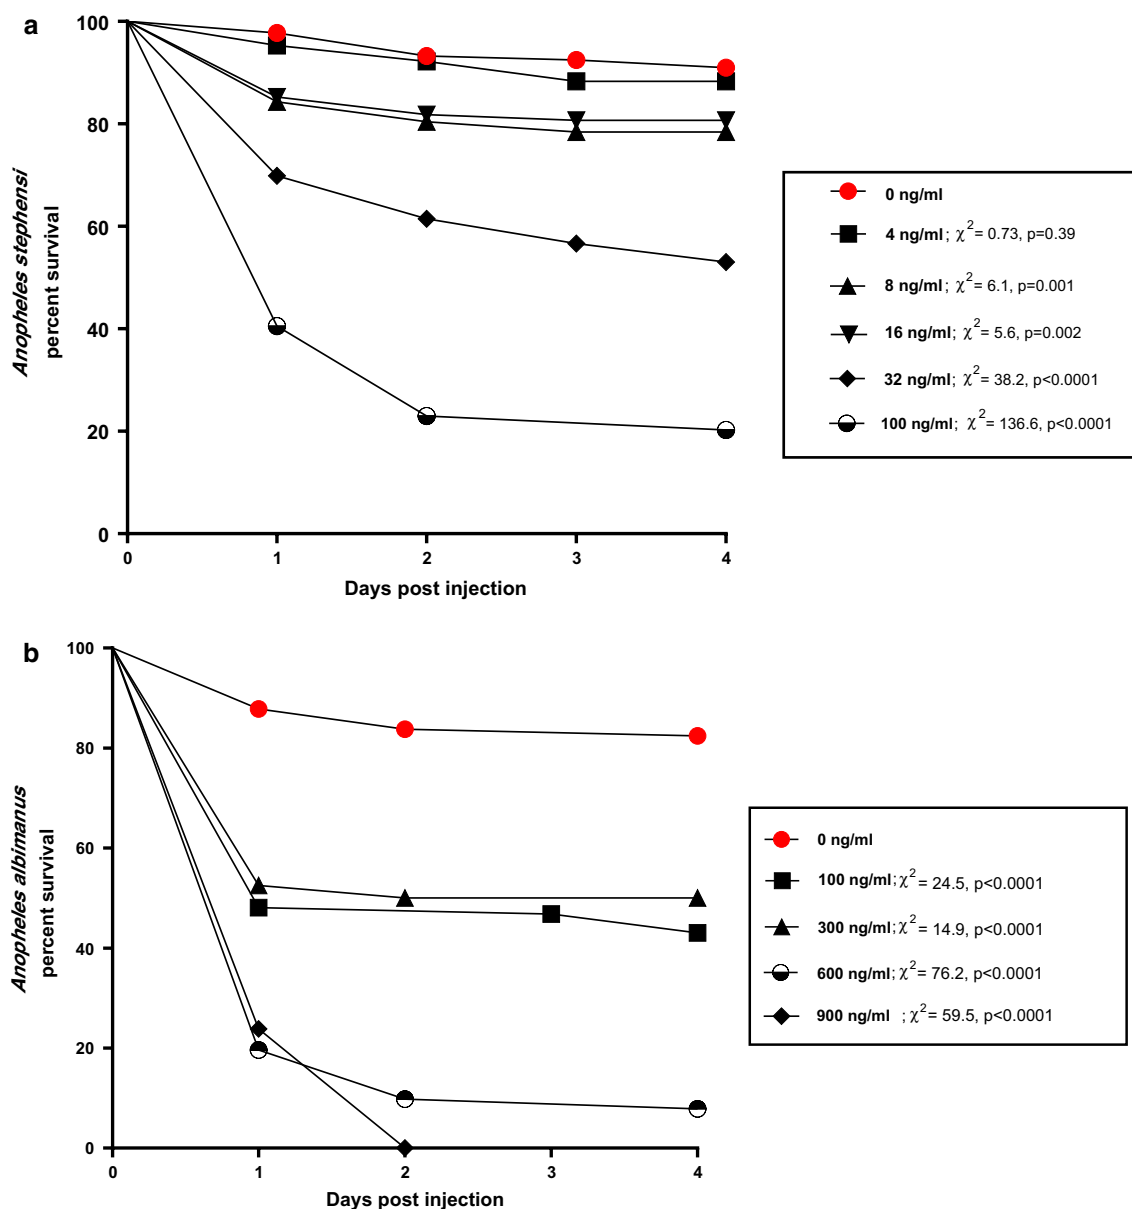 a
100
80
60
40
20
0
0 1 2 3 4
Days post injection
Anopheles stephensi
percent survival
0 ng/ml
4 ng/ml; χ2= 0.73, p=0.39
8 ng/ml; χ2= 6.1, p=0.001
16 ng/ml; χ2= 5.6, p=0.002
32 ng/ml; χ2= 38.2, p<0.0001
100 ng/ml; χ2= 136.6, p<0.0001
b
100
80
60
40
20
0
0 1 2 3 4
Days post injection
Anopheles albimanus
percent survival
0 ng/ml
100 ng/ml; χ2= 24.5, p<0.0001
300 ng/ml; χ2= 14.9, p<0.0001
600 ng/ml; χ2= 76.2, p<0.0001
900 ng/ml ; χ2= 59.5, p<0.0001